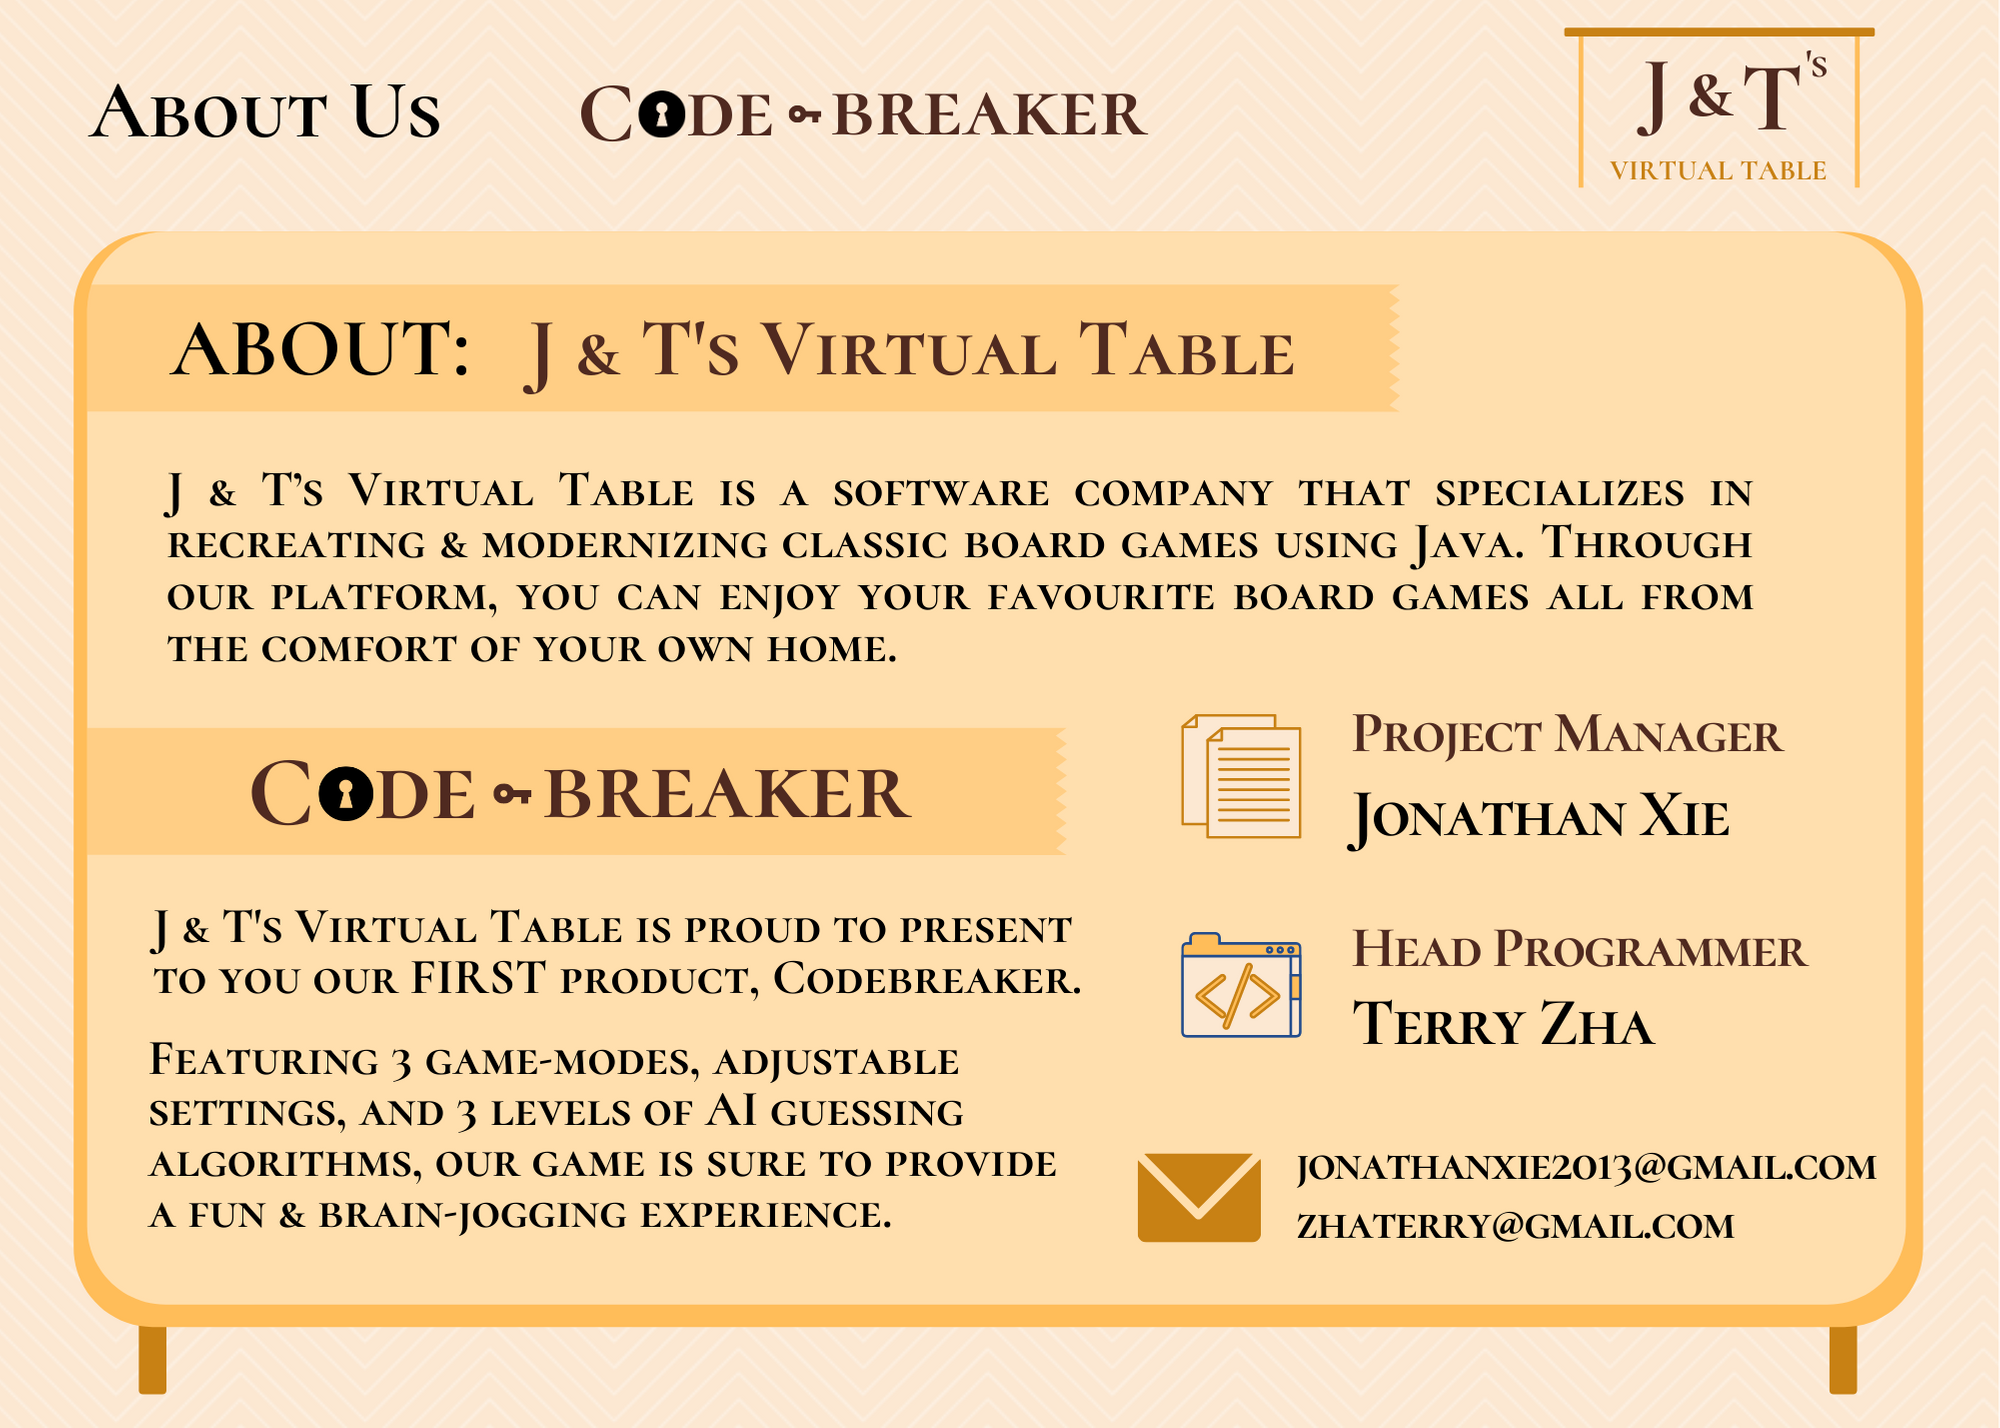 About Us
CODE BREAKER
J & T's
VIRTUAL TABLE
ABOUT: J & T's Virtual Table
J & T’s Virtual Table is a software company that specializes in
recreating & modernizing classic board games using Java. Through
our platform, you can enjoy your favourite board games all from
the comfort of your own home.
CODE BREAKER
J & T's Virtual Table is proud to present
to you our FIRST product, Codebreaker.
Featuring 3 game-modes, adjustable
settings, and 3 levels of AI guessing
algorithms, our game is sure to provide
a fun & brain-jogging experience.
Project Manager
Jonathan Xie
Head Programmer
Terry Zha
jonathanxie2013@gmail.com
zhaterry@gmail.com